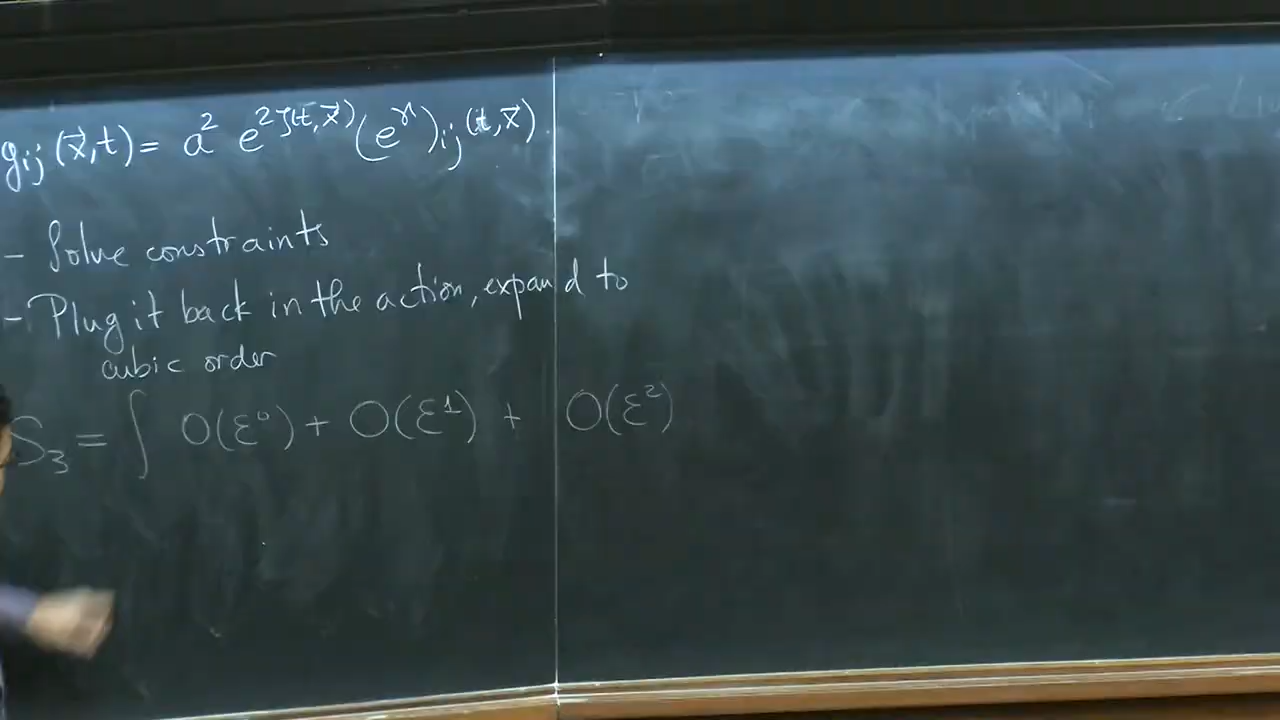 gij (x⃗,t) = a² e^{2ζ(t,x⃗)} (e^γ)ij (t,x⃗).
- Solve constraints
- Plug it back in the action, expand to
cubic order
S₃ = ∫ O(ε⁰) + O(ε¹) + O(ε²)